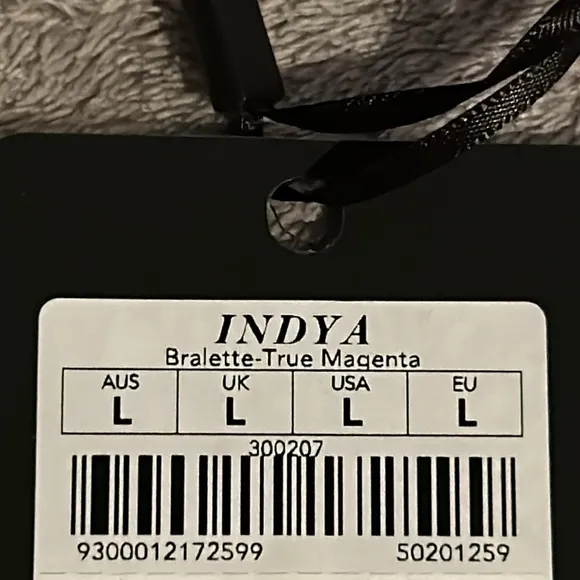 INDYA
Bralette-True Magenta
AUS UK USA EU
L L L L
300207
9300012172599 50201259